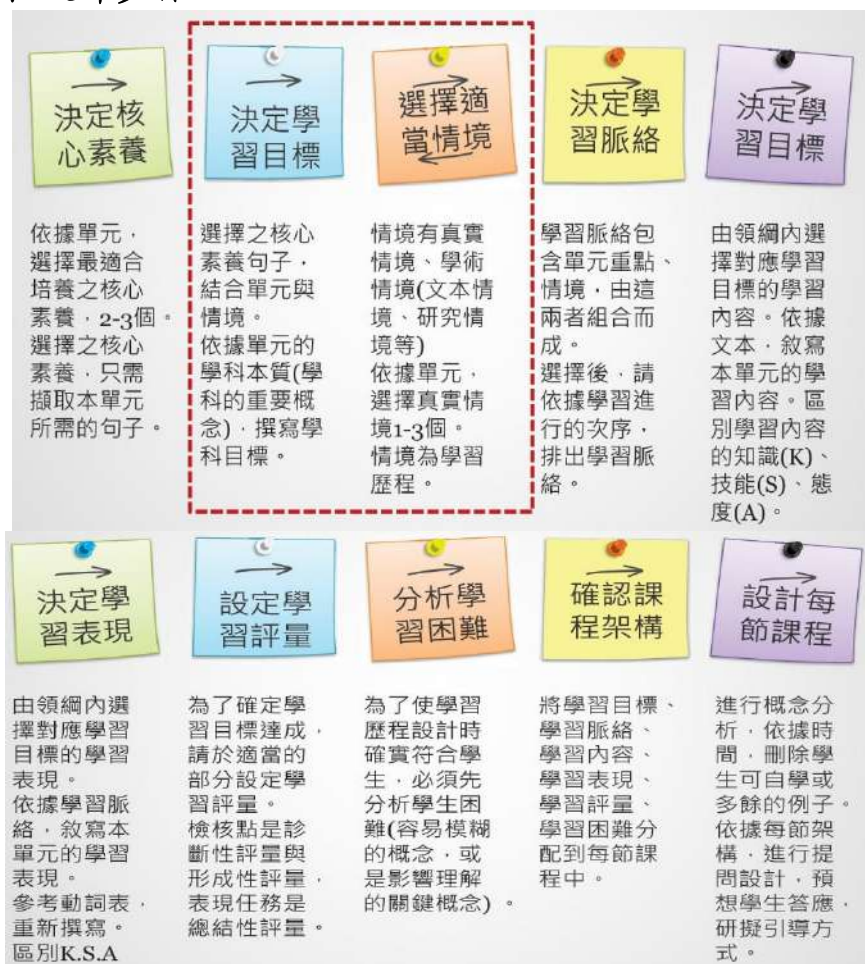 決定核
心素養
依據單元，
選擇最適合
培養之核心
素養，2-3個。
選擇之核心
素養，只需
擷取本單元
所需的句子。
決定學
習目標
選擇之核心
素養句子，
結合單元與
情境。
依據單元的
學科本質(學
科的重要概
念)，撰寫學
科目標。
選擇適
當情境
情境有真實
情境、學術
情境(文本情
境、研究情
境等)
依據單元，
選擇真實情
境1-3個。
情境為學習
歷程。
決定學
習脈絡
學習脈絡包
含單元重點、
情境，由這
兩者組合而
成。
選擇後，請
依據學習進
行的次序，
排出學習脈
絡。
決定學
習目標
由領綱內選
擇對應學習
目標的學習
內容。依據
文本，敘寫
本單元的學
習內容。區
別學習內容
的知識(K)、
技能(S)、態
度(A)。
決定學
習表現
由領綱內選
擇對應學習
目標的學習
表現。
依據學習脈
絡，敘寫本
單元的學習
表現。
參考動詞表，
重新撰寫。
區別K.S.A
設定學
習評量
為了確定學
習目標達成，
請於適當的
部分設定學
習評量。
檢核點是診
斷性評量與
形成性評量，
表現任務是
總結性評量。
分析學
習困難
為了使學習
歷程設計時
確實符合學
生，必須先
分析學生困
難(容易模糊
的概念，或
是影響理解
的關鍵概念)。
確認課
程架構
將學習目標、
學習脈絡、
學習內容、
學習表現、
學習評量、
學習困難分
配到每節課
程中。
設計每
節課程
進行概念分
析，依據時
間，刪除學
生可自學或
多餘的例子。
依據每節架
構，進行提
問設計，預
想學生答應，
研擬引導方
式。